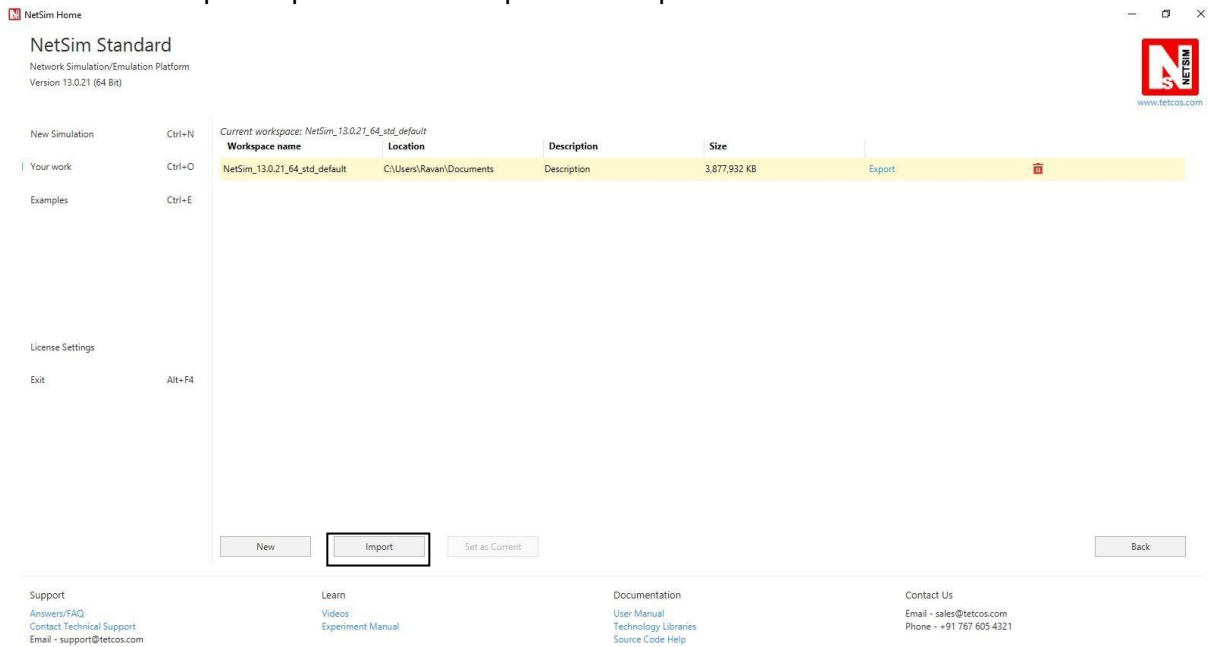 NetSim Home
NetSim Standard
Network Simulation/Emulation Platform
Version 13.0.21 (64 Bit)
NETSIM
www.tetcos.com
New Simulation Ctrl+N
Your work Ctrl+O
Examples Ctrl+E
License Settings
Exit Alt+F4
Current workspace: NetSim_13.0.21_64_std_default
Workspace name Location Description Size
NetSim_13.0.21_64_std_default C:\Users\Ravan\Documents Description 3,877,932 KB Export
New Import Set as Current Back
Support
Answers/FAQ
Contact Technical Support
Email - support@tetcos.com
Learn
Videos
Experiment Manual
Documentation
User Manual
Technology Libraries
Source Code Help
Contact Us
Email - sales@tetcos.com
Phone - +91 767 605 4321